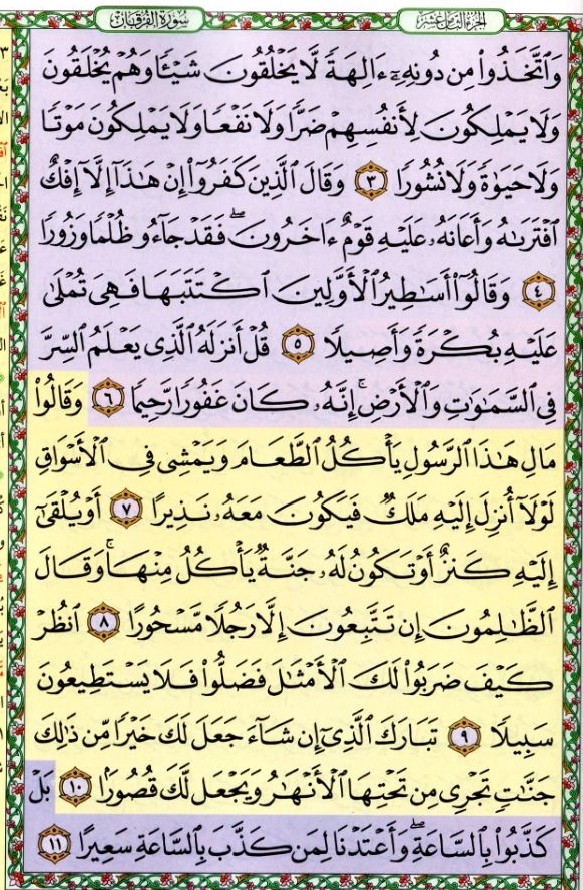 الجزء الثامن عشر
سورة الفرقان
وَٱتَّخَذُواْ مِن دُونِهِۦٓ ءَالِهَةٗ لَّا يَخۡلُقُونَ شَيۡـٔٗا وَهُمۡ يُخۡلَقُونَ
وَلَا يَمۡلِكُونَ لِأَنفُسِهِمۡ ضَرّٗا وَلَا نَفۡعٗا وَلَا يَمۡلِكُونَ مَوۡتٗا
وَلَا حَيَوٰةٗ وَلَا نُشُورٗا ٣ وَقَالَ ٱلَّذِينَ كَفَرُوٓاْ إِنۡ هَٰذَآ إِلَّآ إِفۡكٌ
ٱفۡتَرَىٰهُ وَأَعَانَهُۥ عَلَيۡهِ قَوۡمٌ ءَاخَرُونَۖ فَقَدۡ جَآءُو ظُلۡمٗا وَزُورٗا
٤ وَقَالُوٓاْ أَسَٰطِيرُ ٱلۡأَوَّلِينَ ٱكۡتَتَبَهَا فَهِيَ تُمۡلَىٰ
عَلَيۡهِ بُكۡرَةٗ وَأَصِيلٗا ٥ قُلۡ أَنزَلَهُ ٱلَّذِي يَعۡلَمُ ٱلسِّرَّ
فِي ٱلسَّمَٰوَٰتِ وَٱلۡأَرۡضِۚ إِنَّهُۥ كَانَ غَفُورٗا رَّحِيمٗا ٦ وَقَالُواْ
مَالِ هَٰذَا ٱلرَّسُولِ يَأۡكُلُ ٱلطَّعَامَ وَيَمۡشِي فِي ٱلۡأَسۡوَاقِ
لَوۡلَآ أُنزِلَ إِلَيۡهِ مَلَكٞ فَيَكُونَ مَعَهُۥ نَذِيرًا ٧ أَوۡ يُلۡقَىٰٓ
إِلَيۡهِ كَنزٌ أَوۡ تَكُونُ لَهُۥ جَنَّةٞ يَأۡكُلُ مِنۡهَاۚ وَقَالَ
ٱلظَّٰلِمُونَ إِن تَتَّبِعُونَ إِلَّا رَجُلٗا مَّسۡحُورًا ٨ ٱنظُرۡ
كَيۡفَ ضَرَبُواْ لَكَ ٱلۡأَمۡثَٰلَ فَضَلُّواْ فَلَا يَسۡتَطِيعُونَ
سَبِيلٗا ٩ تَبَارَكَ ٱلَّذِيٓ إِن شَآءَ جَعَلَ لَكَ خَيۡرٗا مِّن ذَٰلِكَ
جَنَّٰتٖ تَجۡرِي مِن تَحۡتِهَا ٱلۡأَنۡهَٰرُ وَيَجۡعَل لَّكَ قُصُورَۢا ١٠ بَلۡ
كَذَّبُواْ بِٱلسَّاعَةِۖ وَأَعۡتَدۡنَا لِمَن كَذَّبَ بِٱلسَّاعَةِ سَعِيرًا ١١